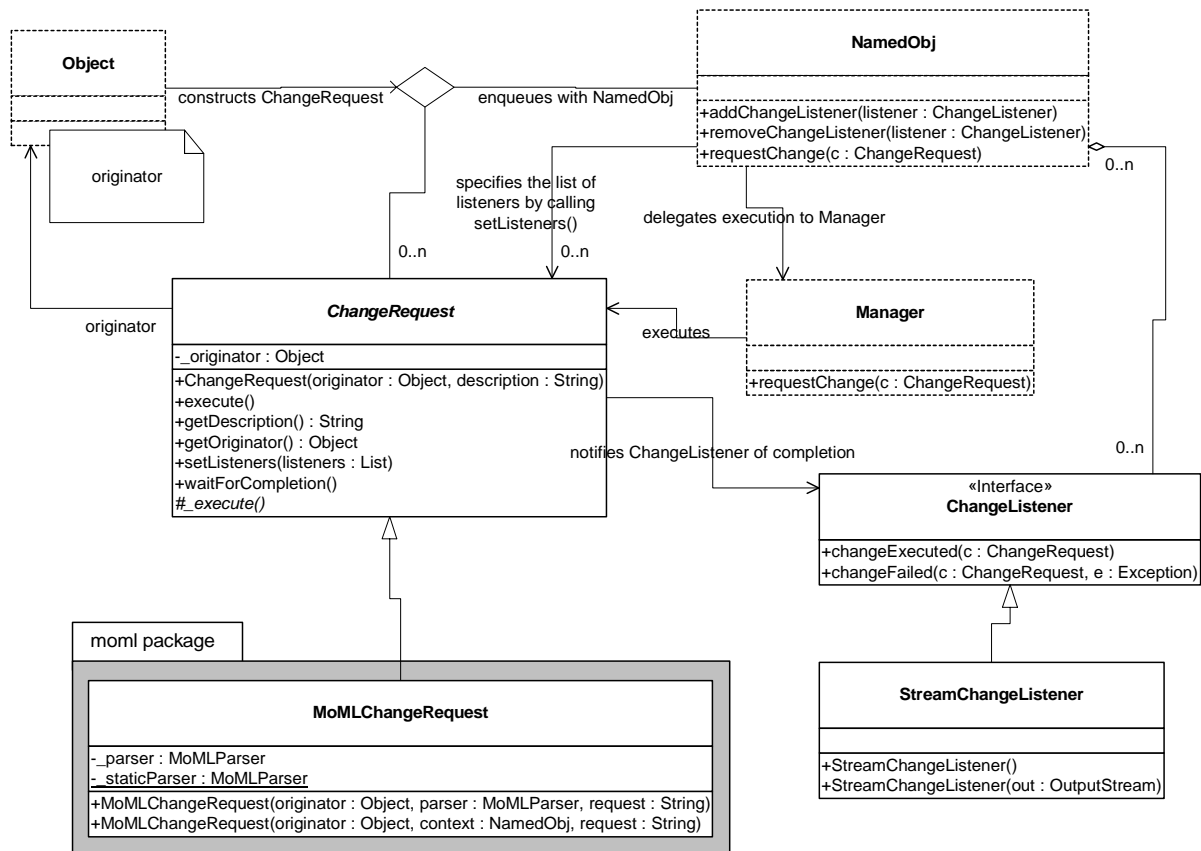 NamedObj
Object
constructs ChangeRequest
enqueues with NamedObj
+addChangeListener(listener : ChangeListener)
+removeChangeListener(listener : ChangeListener)
+requestChange(c : ChangeRequest)
0..n
originator
specifies the list of
listeners by calling
setListeners()
delegates execution to Manager
0..n
0..n
ChangeRequest
-_originator : Object
+ChangeRequest(originator : Object, description : String)
+execute()
+getDescription() : String
+getOriginator() : Object
+setListeners(listeners : List)
+waitForCompletion()
#_execute()
originator
executes
Manager
+requestChange(c : ChangeRequest)
notifies ChangeListener of completion
0..n
«Interface»
ChangeListener
+changeExecuted(c : ChangeRequest)
+changeFailed(c : ChangeRequest, e : Exception)
moml package
MoMLChangeRequest
-_parser : MoMLParser
-_staticParser : MoMLParser
+MoMLChangeRequest(originator : Object, parser : MoMLParser, request : String)
+MoMLChangeRequest(originator : Object, context : NamedObj, request : String)
StreamChangeListener
+StreamChangeListener()
+StreamChangeListener(out : OutputStream)